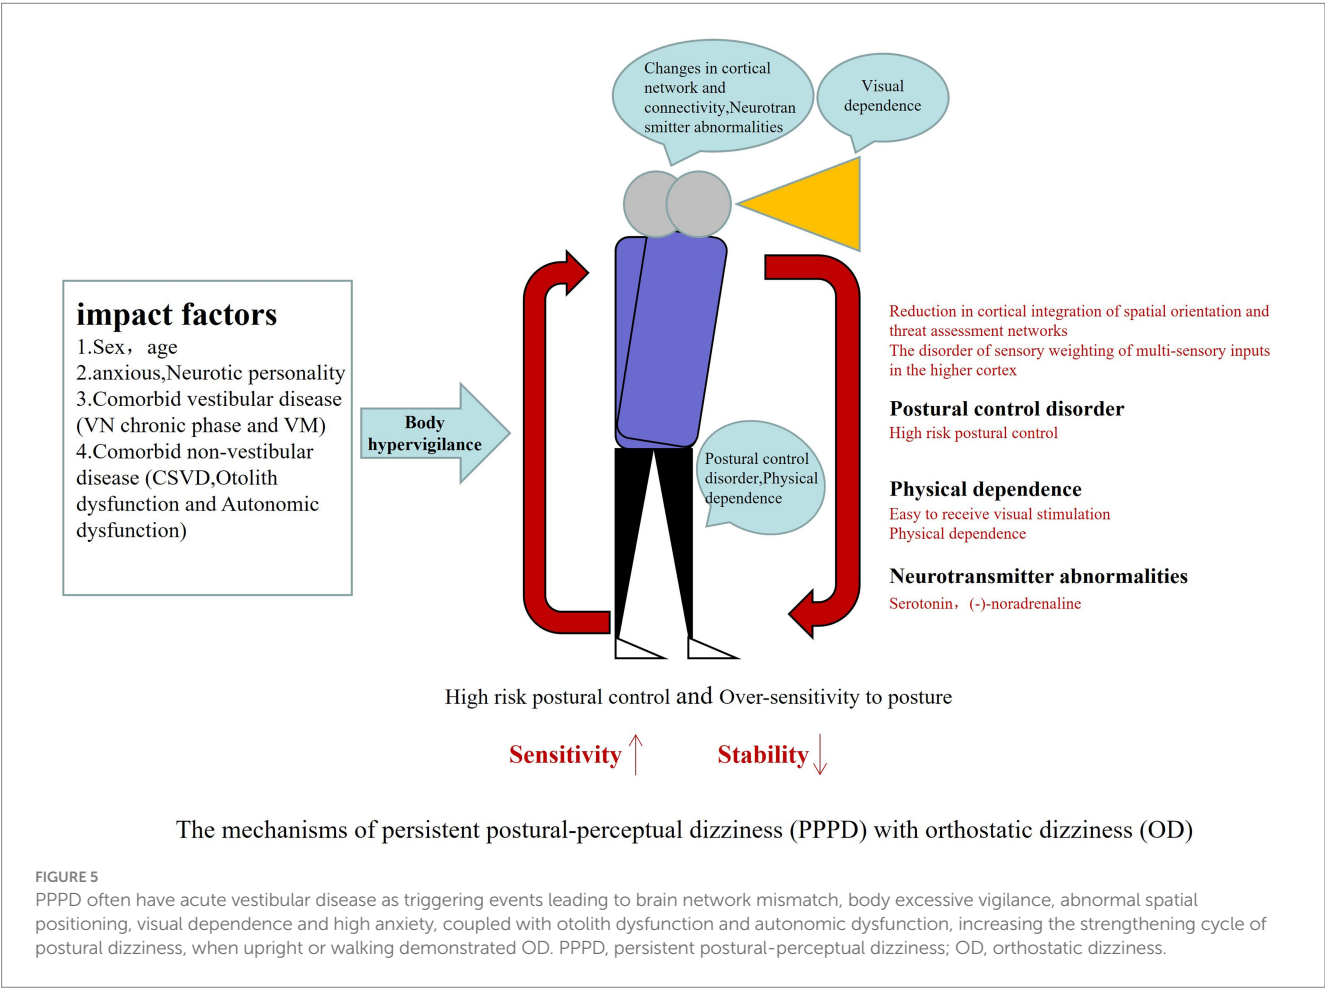 Changes in cortical
network and
connectivity,Neurotran
smitter abnormalities
Visual
dependence
impact factors
1.Sex，age
2.anxious,Neurotic personality
3.Comorbid vestibular disease
(VN chronic phase and VM)
4.Comorbid non-vestibular
disease (CSVD,Otolith
dysfunction and Autonomic
dysfunction)
Body
hypervigilance
Postural control
disorder,Physical
dependence
Reduction in cortical integration of spatial orientation and
threat assessment networks
The disorder of sensory weighting of multi-sensory inputs
in the higher cortex
Postural control disorder
High risk postural control
Physical dependence
Easy to receive visual stimulation
Physical dependence
Neurotransmitter abnormalities
Serotonin，(-)-noradrenaline
High risk postural control and Over-sensitivity to posture
Sensitivity ↑ Stability ↓
The mechanisms of persistent postural-perceptual dizziness (PPPD) with orthostatic dizziness (OD)
FIGURE 5
PPPD often have acute vestibular disease as triggering events leading to brain network mismatch, body excessive vigilance, abnormal spatial
positioning, visual dependence and high anxiety, coupled with otolith dysfunction and autonomic dysfunction, increasing the strengthening cycle of
postural dizziness, when upright or walking demonstrated OD. PPPD, persistent postural-perceptual dizziness; OD, orthostatic dizziness.